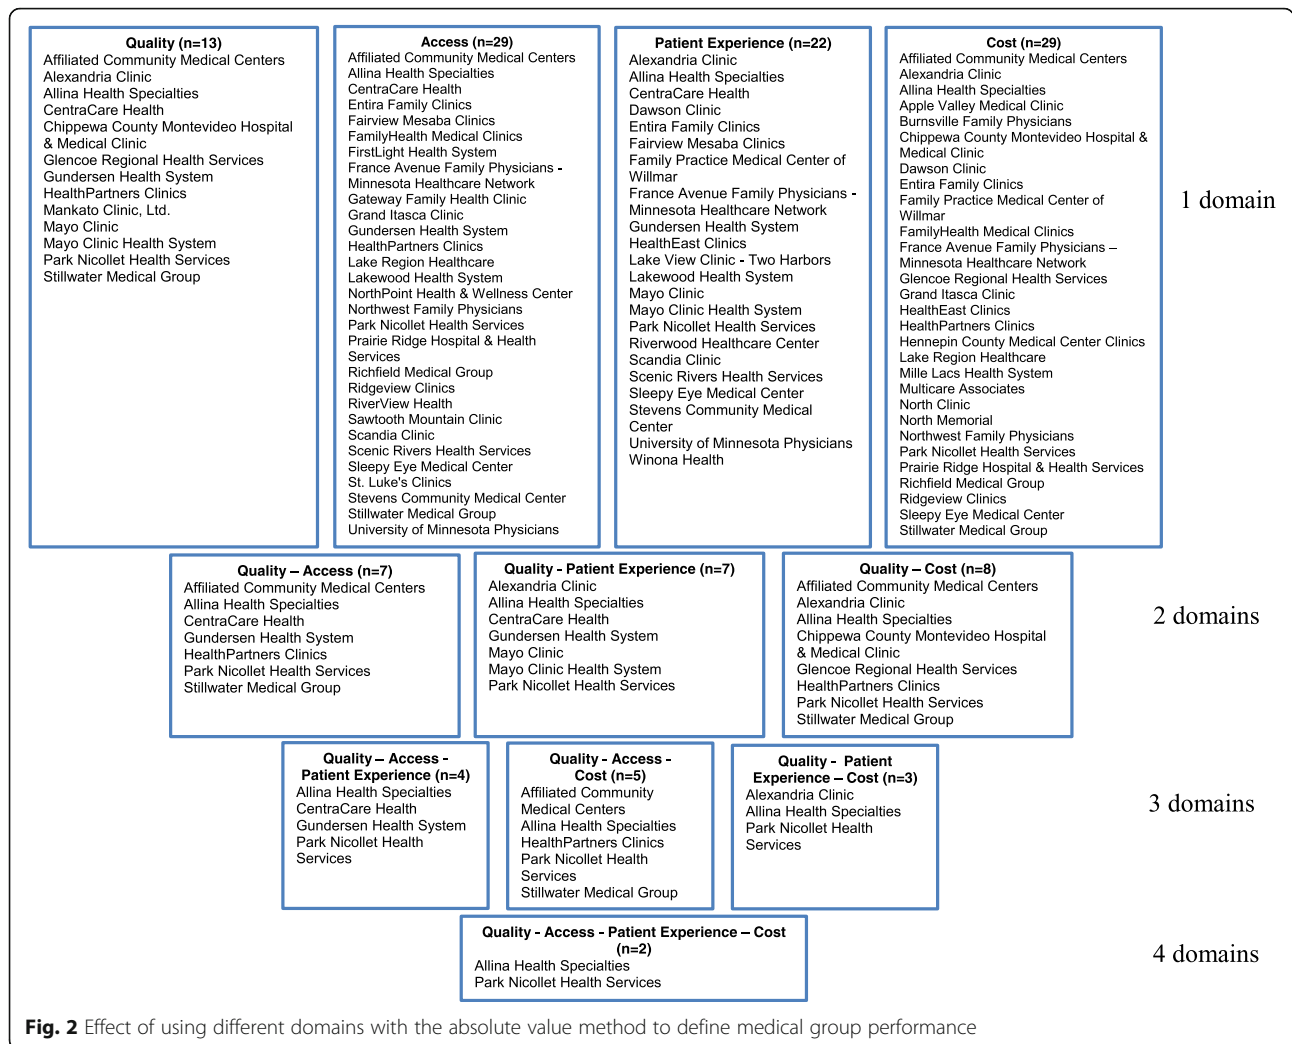 Quality (n=13)
Affiliated Community Medical Centers
Alexandria Clinic
Allina Health Specialties
CentraCare Health
Chippewa County Montevideo Hospital
& Medical Clinic
Glencoe Regional Health Services
Gundersen Health System
HealthPartners Clinics
Mankato Clinic, Ltd.
Mayo Clinic
Mayo Clinic Health System
Park Nicollet Health Services
Stillwater Medical Group
Access (n=29)
Affiliated Community Medical Centers
Allina Health Specialties
CentraCare Health
Entira Family Clinics
Fairview Mesaba Clinics
FamilyHealth Medical Clinics
FirstLight Health System
France Avenue Family Physicians -
Minnesota Healthcare Network
Gateway Family Health Clinic
Grand Itasca Clinic
Gundersen Health System
HealthPartners Clinics
Lake Region Healthcare
Lakewood Health System
NorthPoint Health & Wellness Center
Northwest Family Physicians
Park Nicollet Health Services
Prairie Ridge Hospital & Health
Services
Richfield Medical Group
Ridgeview Clinics
RiverView Health
Sawtooth Mountain Clinic
Scandia Clinic
Scenic Rivers Health Services
Sleepy Eye Medical Center
St. Luke's Clinics
Stevens Community Medical Center
Stillwater Medical Group
University of Minnesota Physicians
Patient Experience (n=22)
Alexandria Clinic
Allina Health Specialties
CentraCare Health
Dawson Clinic
Entira Family Clinics
Fairview Mesaba Clinics
Family Practice Medical Center of
Willmar
France Avenue Family Physicians -
Minnesota Healthcare Network
Gundersen Health System
HealthEast Clinics
Lake View Clinic - Two Harbors
Lakewood Health System
Mayo Clinic
Mayo Clinic Health System
Park Nicollet Health Services
Riverwood Healthcare Center
Scandia Clinic
Scenic Rivers Health Services
Sleepy Eye Medical Center
Stevens Community Medical
Center
University of Minnesota Physicians
Winona Health
Cost (n=29)
Affiliated Community Medical Centers
Alexandria Clinic
Allina Health Specialties
Apple Valley Medical Clinic
Burnsville Family Physicians
Chippewa County Montevideo Hospital &
Medical Clinic
Dawson Clinic
Entira Family Clinics
Family Practice Medical Center of
Willmar
FamilyHealth Medical Clinics
France Avenue Family Physicians –
Minnesota Healthcare Network
Glencoe Regional Health Services
Grand Itasca Clinic
HealthEast Clinics
HealthPartners Clinics
Hennepin County Medical Center Clinics
Lake Region Healthcare
Mille Lacs Health System
Multicare Associates
North Clinic
North Memorial
Northwest Family Physicians
Park Nicollet Health Services
Prairie Ridge Hospital & Health Services
Richfield Medical Group
Ridgeview Clinics
Sleepy Eye Medical Center
Stillwater Medical Group
1 domain
Quality – Access (n=7)
Affiliated Community Medical Centers
Allina Health Specialties
CentraCare Health
Gundersen Health System
HealthPartners Clinics
Park Nicollet Health Services
Stillwater Medical Group
Quality - Patient Experience (n=7)
Alexandria Clinic
Allina Health Specialties
CentraCare Health
Gundersen Health System
Mayo Clinic
Mayo Clinic Health System
Park Nicollet Health Services
Quality – Cost (n=8)
Affiliated Community Medical Centers
Alexandria Clinic
Allina Health Specialties
Chippewa County Montevideo Hospital
& Medical Clinic
Glencoe Regional Health Services
HealthPartners Clinics
Park Nicollet Health Services
Stillwater Medical Group
2 domains
Quality – Access -
Patient Experience (n=4)
Allina Health Specialties
CentraCare Health
Gundersen Health System
Park Nicollet Health
Services
Quality - Access -
Cost (n=5)
Affiliated Community
Medical Centers
Allina Health Specialties
HealthPartners Clinics
Park Nicollet Health
Services
Stillwater Medical Group
Quality - Patient
Experience – Cost (n=3)
Alexandria Clinic
Allina Health Specialties
Park Nicollet Health
Services
3 domains
Quality - Access - Patient Experience – Cost
(n=2)
Allina Health Specialties
Park Nicollet Health Services
4 domains
Fig. 2 Effect of using different domains with the absolute value method to define medical group performance